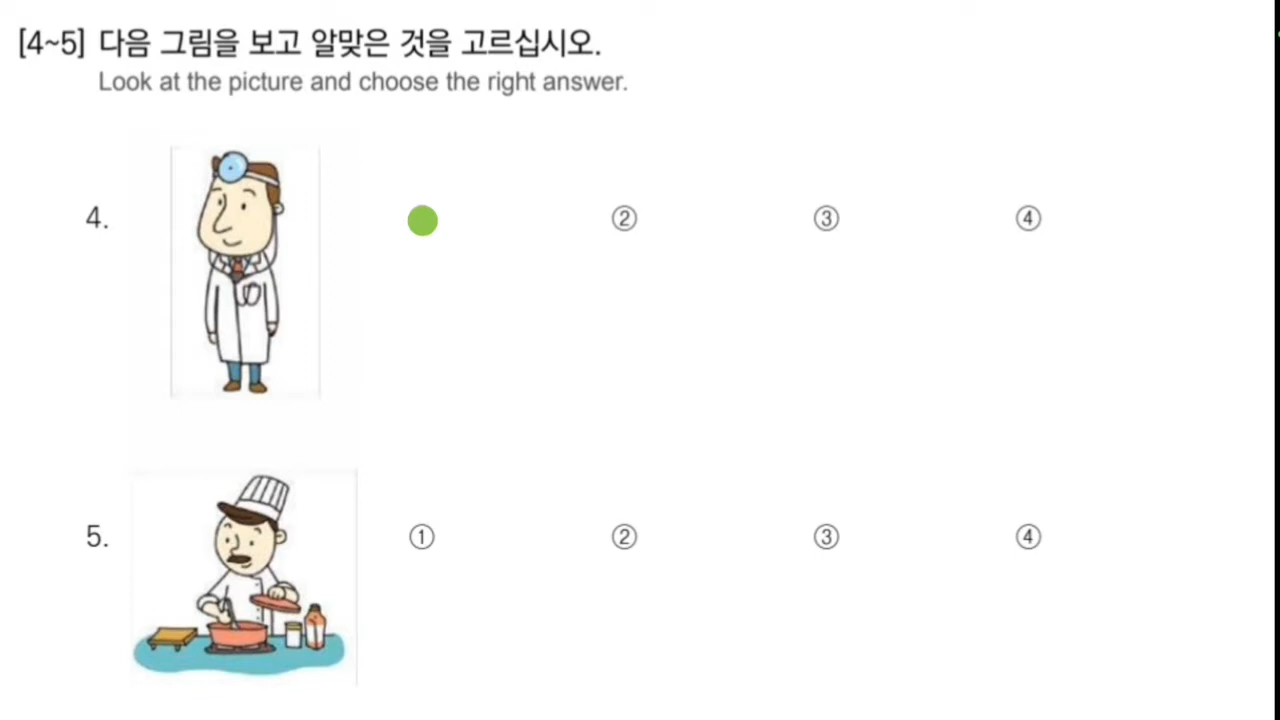 [4~5] 다음 그림을 보고 알맞은 것을 고르십시오.
Look at the picture and choose the right answer.
4. ② ③ ④
5. ① ② ③ ④